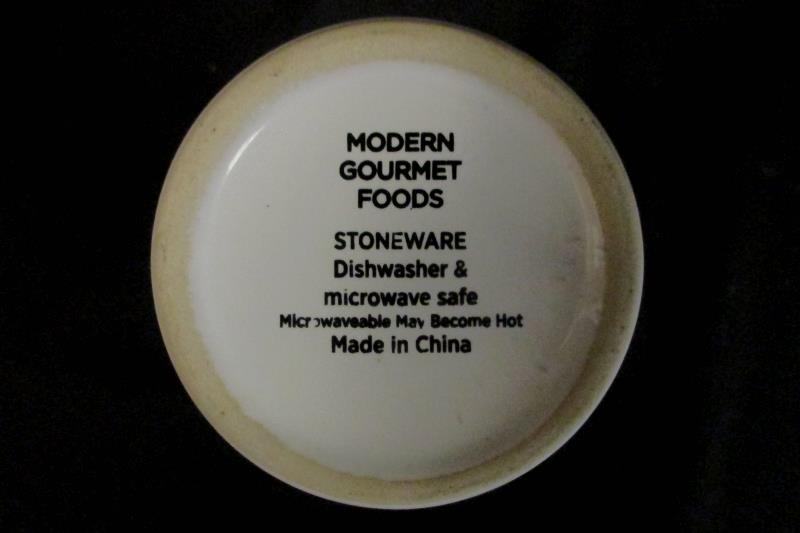 MODERN
GOURMET
FOODS
STONEWARE
Dishwasher &
microwave safe
Microwaveable May Become Hot
Made in China